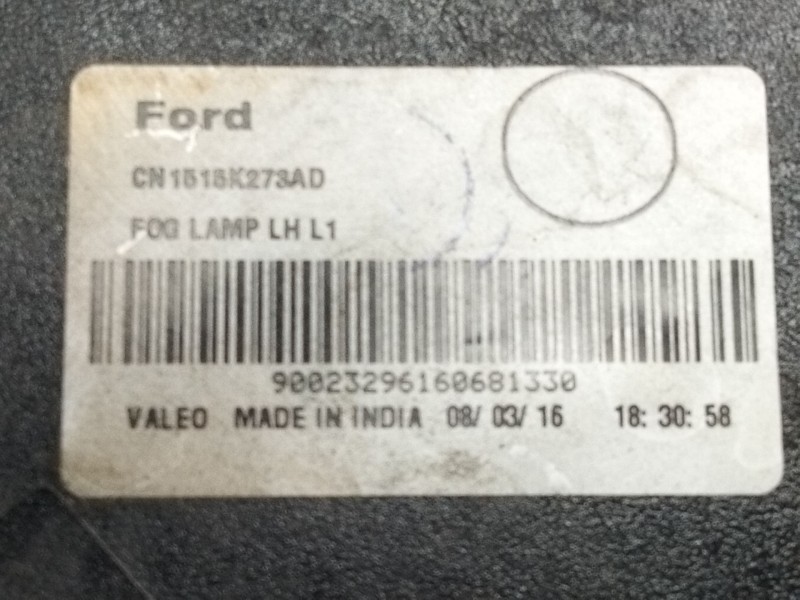 Ford
CN1515K273AD
FOG LAMP LH L1
90023296160681330
VALEO MADE IN INDIA 08/ 03/ 16 18: 30: 58